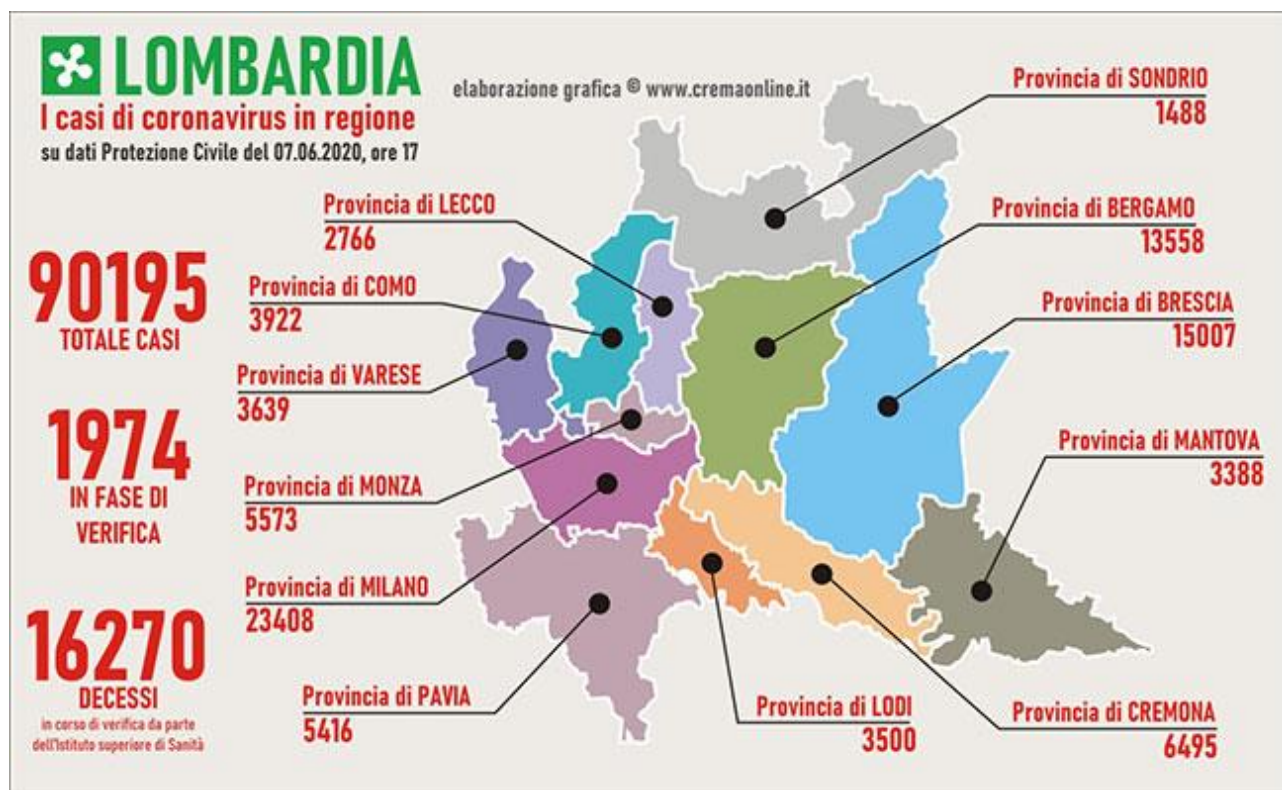 LOMBARDIA
I casi di coronavirus in regione
su dati Protezione Civile del 07.06.2020, ore 17
elaborazione grafica © www.cremaonline.it
90195
TOTALE CASI
1974
IN FASE DI
VERIFICA
16270
DECESSI
in corso di verifica da parte
dell'Istituto superiore di Sanità
Provincia di LECCO
2766
Provincia di COMO
3922
Provincia di VARESE
3639
Provincia di MONZA
5573
Provincia di MILANO
23408
Provincia di PAVIA
5416
Provincia di SONDRIO
1488
Provincia di BERGAMO
13558
Provincia di BRESCIA
15007
Provincia di MANTOVA
3388
Provincia di LODI
3500
Provincia di CREMONA
6495